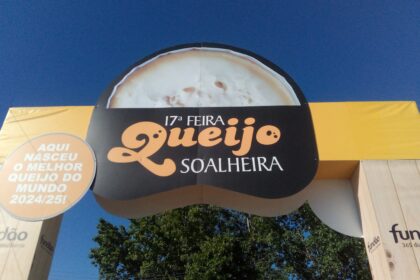 17ª FEIRA
Queijo
SOALHEIRA
AQUI
NASCEU
O MELHOR
QUEIJO DO
MUNDO
2024/25!